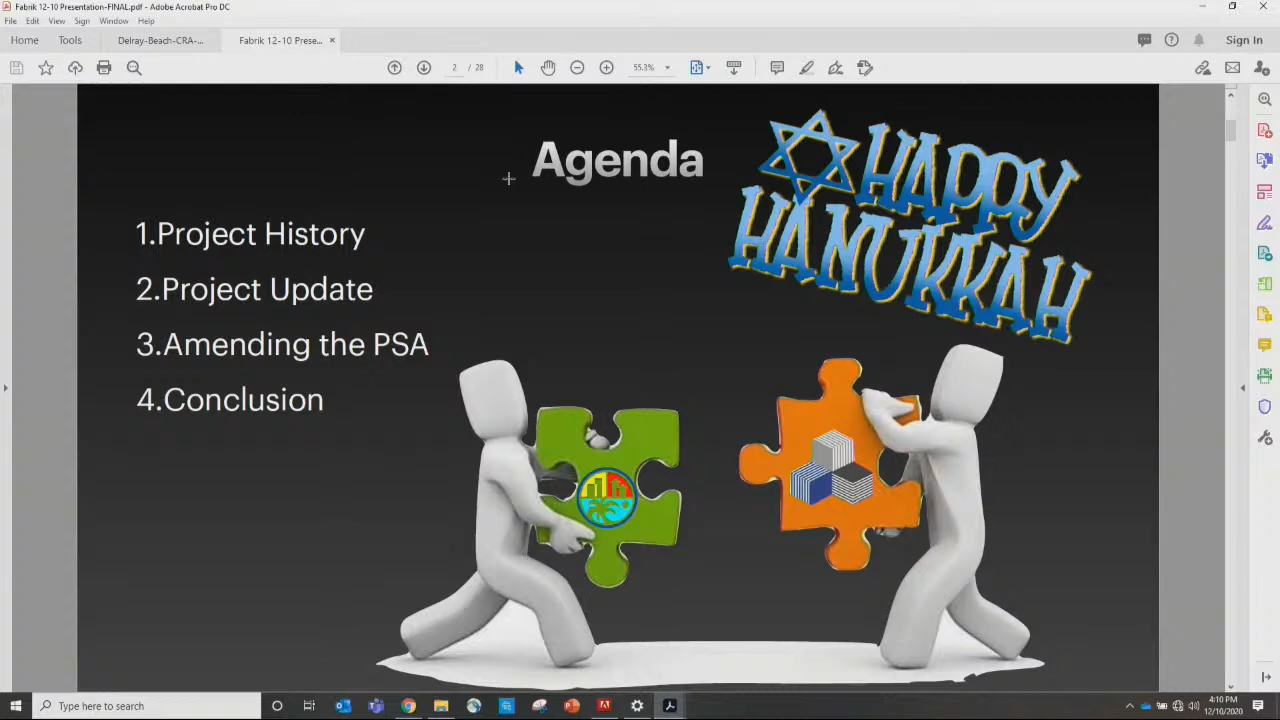 Fabrik 12-10 Presentation-FINAL.pdf - Adobe Acrobat Pro DC
File Edit View Sign Window Help
Home Tools Delray-Beach-CRA-... Fabrik 12-10 Prese... Sign In
2 / 28 55.3%
Agenda
HAPPY
HANUKKAH
1.Project History
2.Project Update
3.Amending the PSA
4.Conclusion
Type here to search
4:10 PM
12/10/2020